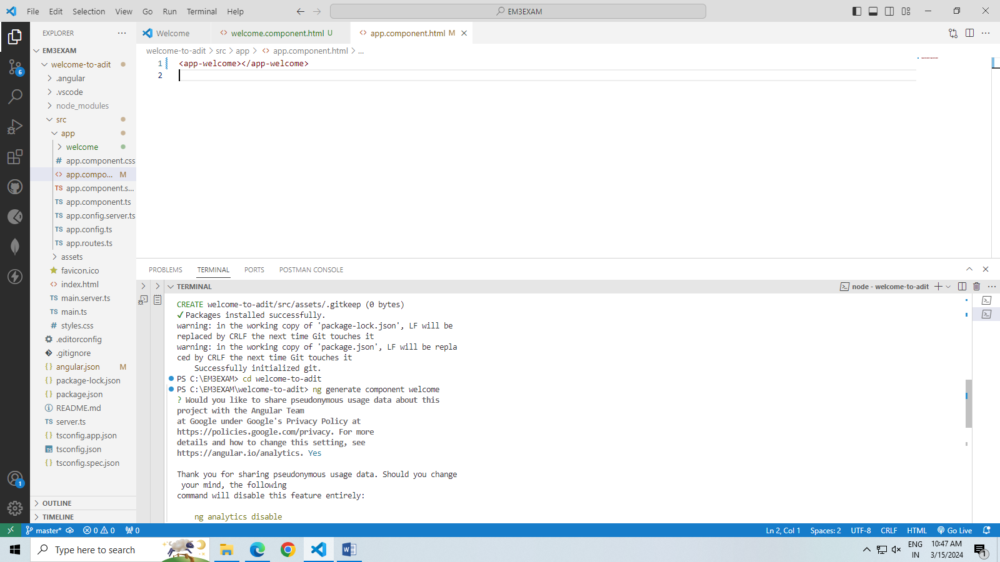 File Edit Selection View Go Run Terminal Help
EM3EXAM
EXPLORER
Welcome
welcome.component.html U
app.component.html M
welcome-to-adit > src > app > app.component.html > ...
EM3EXAM
welcome-to-adit
.angular
.vscode
node_modules
src
app
welcome
app.component.css
app.compo... M
app.component.s...
app.component.ts
app.config.server.ts
app.config.ts
app.routes.ts
assets
favicon.ico
index.html
main.server.ts
main.ts
styles.css
.editorconfig
.gitignore
angular.json M
package-lock.json
package.json
README.md
server.ts
tsconfig.app.json
tsconfig.json
tsconfig.spec.json
OUTLINE
TIMELINE
6
1
1 <app-welcome></app-welcome>
2
PROBLEMS TERMINAL PORTS POSTMAN CONSOLE
TERMINAL
node - welcome-to-adit
CREATE welcome-to-adit/src/assets/.gitkeep (0 bytes)
✓ Packages installed successfully.
warning: in the working copy of 'package-lock.json', LF will be
replaced by CRLF the next time Git touches it
warning: in the working copy of 'package.json', LF will be repla
ced by CRLF the next time Git touches it
Successfully initialized git.
PS C:\EM3EXAM> cd welcome-to-adit
PS C:\EM3EXAM\welcome-to-adit> ng generate component welcome
? Would you like to share pseudonymous usage data about this
project with the Angular Team
at Google under Google's Privacy Policy at
https://policies.google.com/privacy. For more
details and how to change this setting, see
https://angular.io/analytics. Yes
Thank you for sharing pseudonymous usage data. Should you change
your mind, the following
command will disable this feature entirely:
ng analytics disable
master* 0 0 0
Ln 2, Col 1 Spaces: 2 UTF-8 CRLF HTML Go Live
Type here to search
ENG
IN
10:47 AM
3/15/2024
1